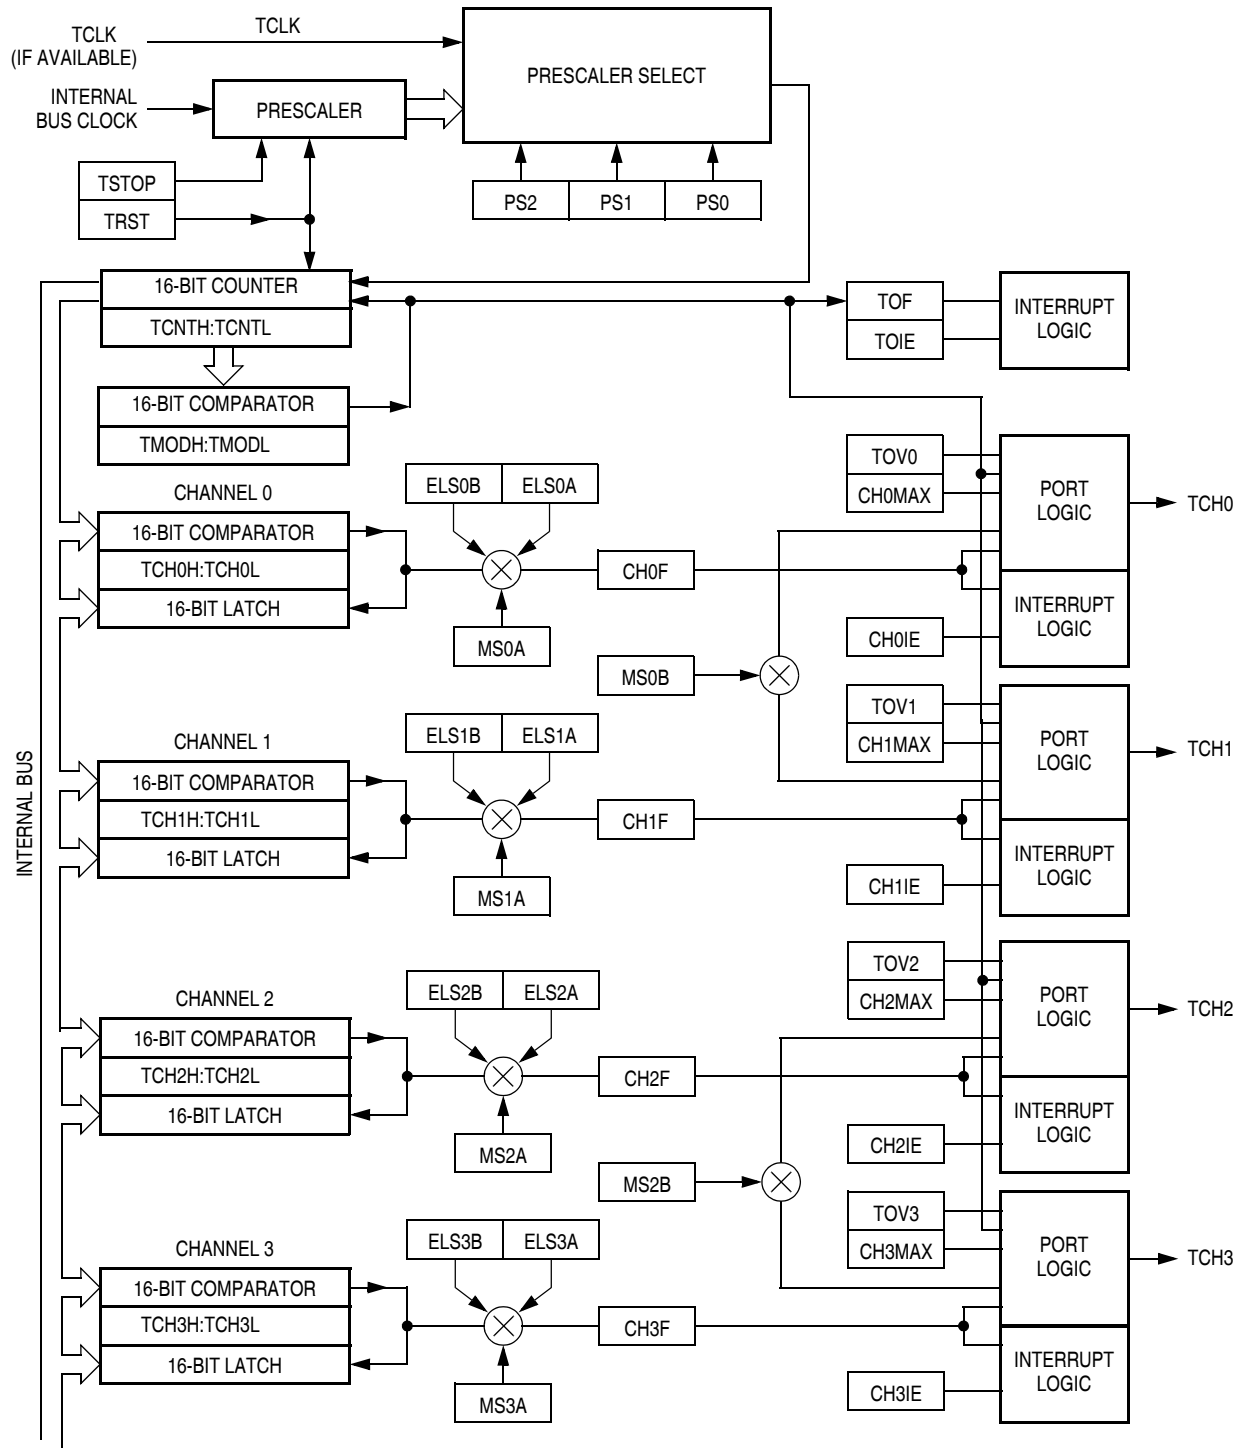 TCLK
(IF AVAILABLE)
TCLK
PRESCALER SELECT
INTERNAL
BUS CLOCK
PRESCALER
TSTOP
TRST
PS2
PS1
PS0
16-BIT COUNTER
TCNTH:TCNTL
TOF
TOIE
INTERRUPT
LOGIC
16-BIT COMPARATOR
TMODH:TMODL
INTERNAL BUS
CHANNEL 0
16-BIT COMPARATOR
TCH0H:TCH0L
16-BIT LATCH
ELS0B
ELS0A
MS0A
CH0F
TOV0
CH0MAX
PORT
LOGIC
TCH0
INTERRUPT
LOGIC
CH0IE
MS0B
CHANNEL 1
16-BIT COMPARATOR
TCH1H:TCH1L
16-BIT LATCH
ELS1B
ELS1A
MS1A
CH1F
TOV1
CH1MAX
PORT
LOGIC
TCH1
INTERRUPT
LOGIC
CH1IE
CHANNEL 2
16-BIT COMPARATOR
TCH2H:TCH2L
16-BIT LATCH
ELS2B
ELS2A
MS2A
CH2F
TOV2
CH2MAX
PORT
LOGIC
TCH2
INTERRUPT
LOGIC
CH2IE
MS2B
CHANNEL 3
16-BIT COMPARATOR
TCH3H:TCH3L
16-BIT LATCH
ELS3B
ELS3A
MS3A
CH3F
TOV3
CH3MAX
PORT
LOGIC
TCH3
INTERRUPT
LOGIC
CH3IE